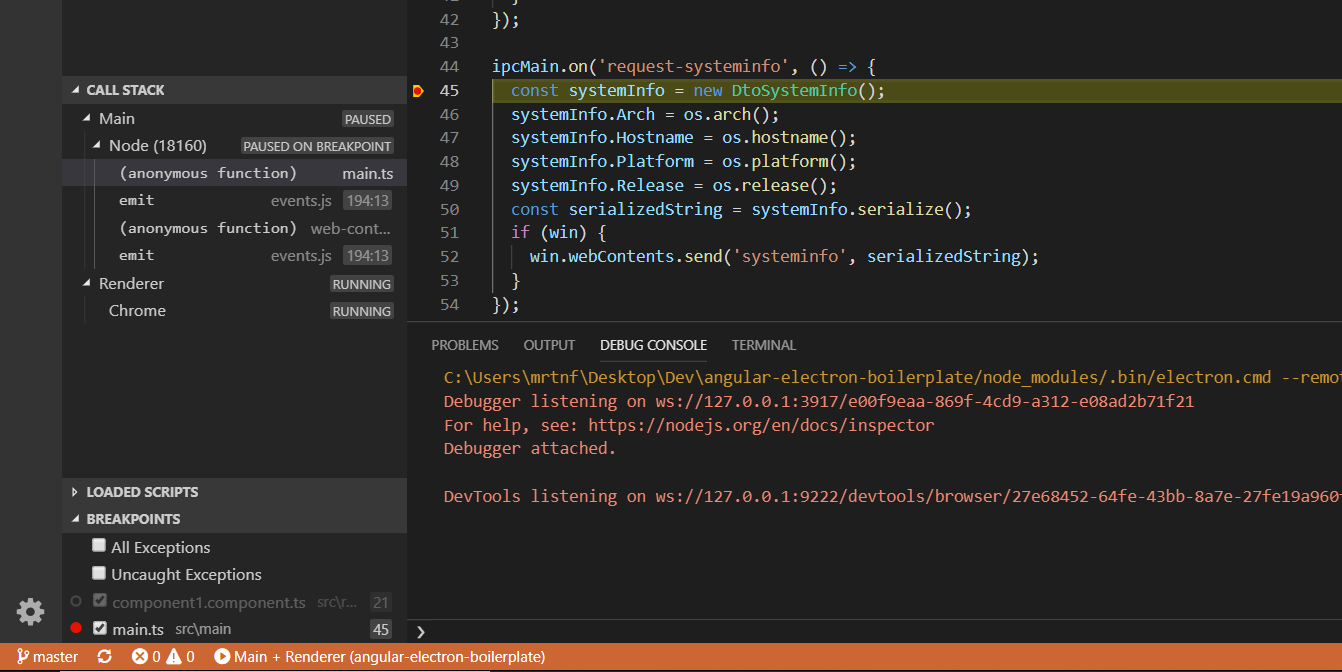 CALL STACK
Main PAUSED
Node (18160) PAUSED ON BREAKPOINT
(anonymous function) main.ts
emit events.js 194:13
(anonymous function) web-cont...
emit events.js 194:13
Renderer RUNNING
Chrome RUNNING
LOADED SCRIPTS
BREAKPOINTS
All Exceptions
Uncaught Exceptions
component1.component.ts src\r... 21
main.ts src\main 45
42 });
43
44 ipcMain.on('request-systeminfo', () => {
45 const systemInfo = new DtoSystemInfo();
46 systemInfo.Arch = os.arch();
47 systemInfo.Hostname = os.hostname();
48 systemInfo.Platform = os.platform();
49 systemInfo.Release = os.release();
50 const serializedString = systemInfo.serialize();
51 if (win) {
52 win.webContents.send('systeminfo', serializedString);
53 }
54 });
PROBLEMS OUTPUT DEBUG CONSOLE TERMINAL
C:\Users\mrtnf\Desktop\Dev\angular-electron-boilerplate/node_modules/.bin/electron.cmd --remo
Debugger listening on ws://127.0.0.1:3917/e00f9eaa-869f-4cd9-a312-e08ad2b71f21
For help, see: https://nodejs.org/en/docs/inspector
Debugger attached.
DevTools listening on ws://127.0.0.1:9222/devtools/browser/27e68452-64fe-43bb-8a7e-27fe19a960
master 0 0 Main + Renderer (angular-electron-boilerplate)